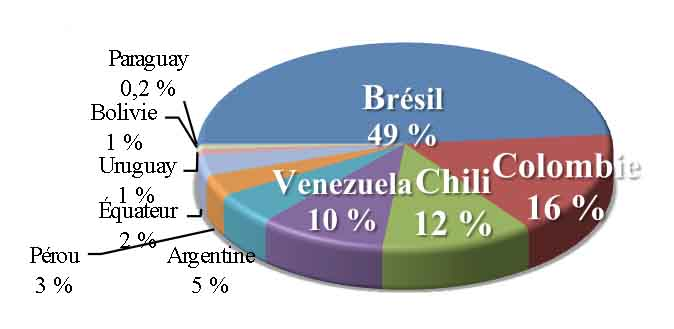 Brésil
49 %
Colombie
16 %
Chili
12 %
Venezuela
10 %
Argentine
5 %
Pérou
3 %
Équateur
2 %
Uruguay
1 %
Bolivie
1 %
Paraguay
0,2 %